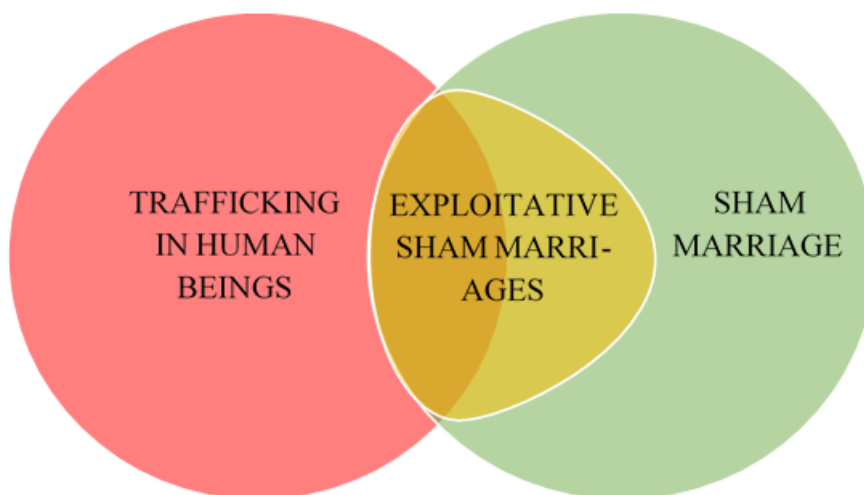 TRAFFICKING
IN HUMAN
BEINGS
EXPLOITATIVE
SHAM MARRI-
AGES
SHAM
MARRIAGE